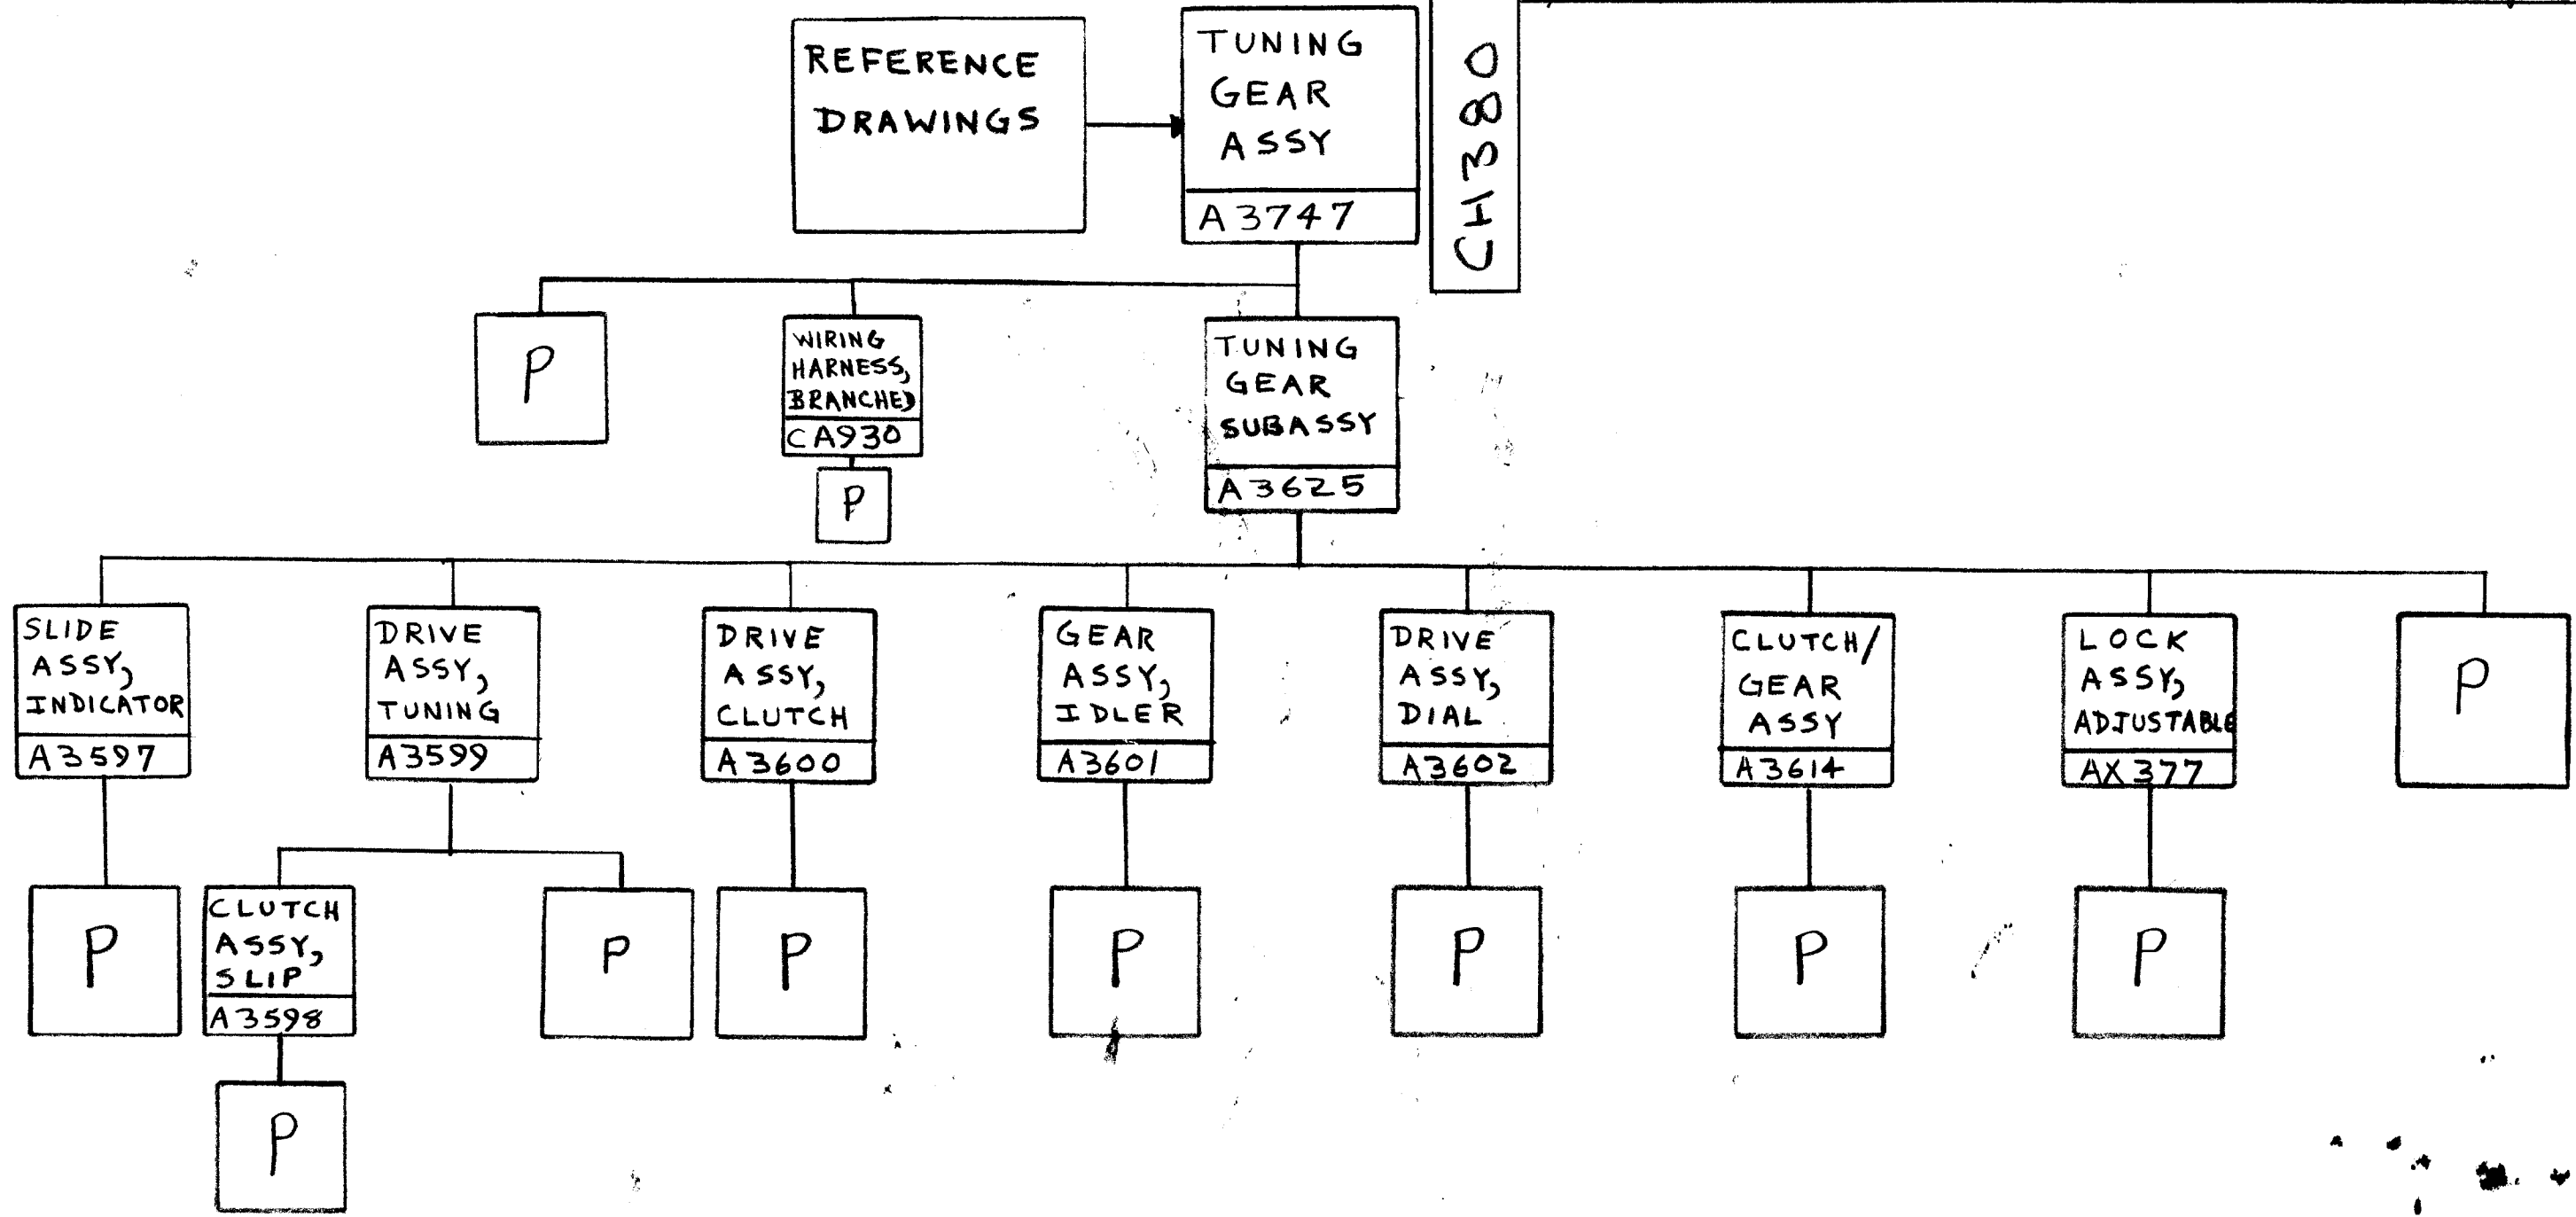 REFERENCE
DRAWINGS
TUNING
GEAR
ASSY
A3747
CH380
P
WIRING
HARNESS,
BRANCHED
CA930
P
TUNING
GEAR
SUBASSY
A3625
SLIDE
ASSY,
INDICATOR
A3597
DRIVE
ASSY,
TUNING
A3599
DRIVE
ASSY,
CLUTCH
A3600
GEAR
ASSY,
IDLER
A3601
DRIVE
ASSY,
DIAL
A3602
CLUTCH/
GEAR
ASSY
A3614
LOCK
ASSY,
ADJUSTABLE
AX377
P
P
CLUTCH
ASSY,
SLIP
A3598
P
P
P
P
P
P
P